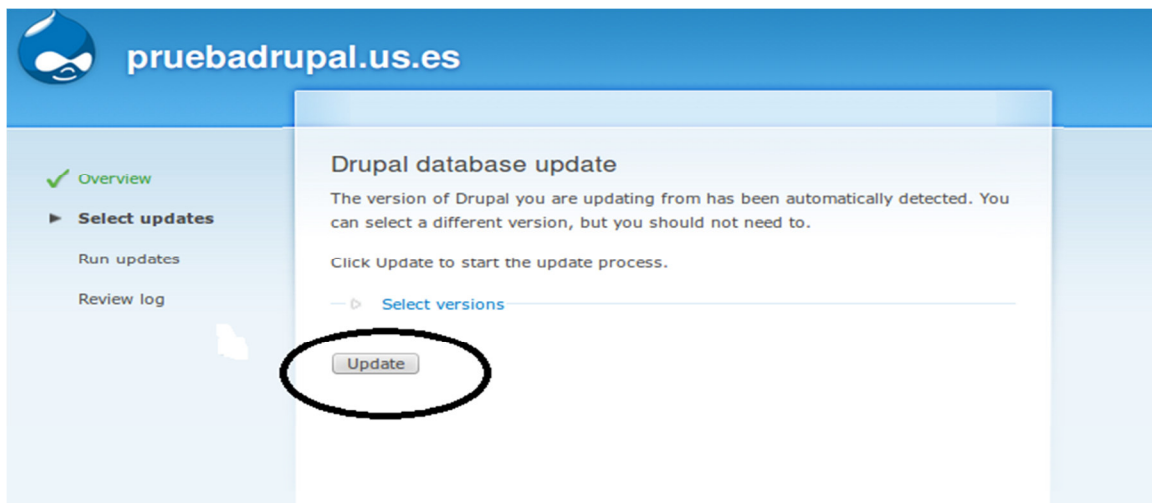 pruebadrupal.us.es
Overview
Select updates
Run updates
Review log
Drupal database update
The version of Drupal you are updating from has been automatically detected. You
can select a different version, but you should not need to.
Click Update to start the update process.
Select versions
Update